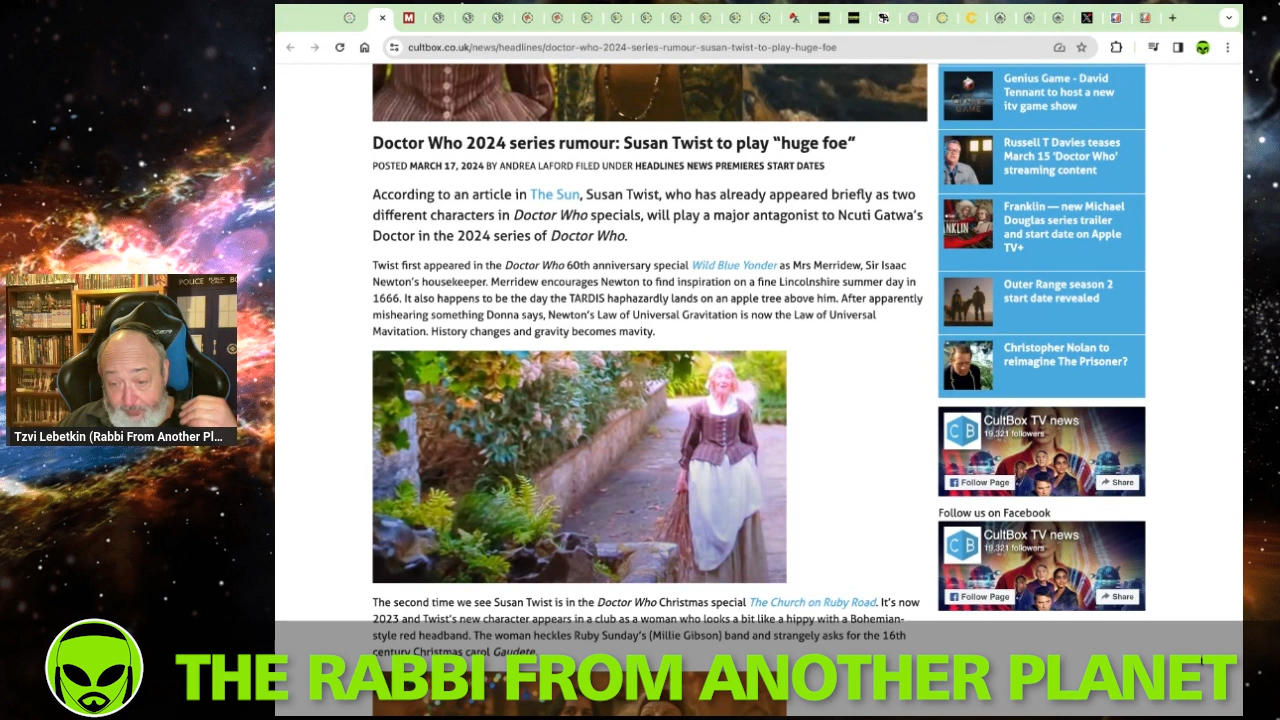 cultbox.co.uk/news/headlines/doctor-who-2024-series-rumour-susan-twist-to-play-huge-foe
Doctor Who 2024 series rumour: Susan Twist to play “huge foe”
POSTED MARCH 17, 2024 BY ANDREA LAFORD FILED UNDER HEADLINES NEWS PREMIERES START DATES
According to an article in The Sun, Susan Twist, who has already appeared briefly as two
different characters in Doctor Who specials, will play a major antagonist to Ncuti Gatwa’s
Doctor in the 2024 series of Doctor Who.
Twist first appeared in the Doctor Who 60th anniversary special Wild Blue Yonder as Mrs Merridew, Sir Isaac
Newton’s housekeeper. Merridew encourages Newton to find inspiration on a fine Lincolnshire summer day in
1666. It also happens to be the day the TARDIS haphazardly lands on an apple tree above him. After apparently
mishearing something Donna says, Newton’s Law of Universal Gravitation is now the Law of Universal
Mavitation. History changes and gravity becomes mavity.
The second time we see Susan Twist is in the Doctor Who Christmas special The Church on Ruby Road. It’s now
2023 and Twist’s new character appears in a club as a woman who looks a bit like a hippy with a Bohemian-
style red headband. The woman heckles Ruby Sunday’s (Millie Gibson) band and strangely asks for the 16th
century Christmas carol Gaudete.
Genius Game - David
Tennant to host a new
itv game show
Russell T Davies teases
March 15 'Doctor Who'
streaming content
Franklin — new Michael
Douglas series trailer
and start date on Apple
TV+
Outer Range season 2
start date revealed
Christopher Nolan to
reimagine The Prisoner?
CB
CultBox TV news
19,321 followers
Follow Page
Share
Follow us on Facebook
CB
CultBox TV news
19,321 followers
Follow Page
Share
POLICE
Tzvi Lebetkin (Rabbi From Another Pl...
THE RABBI FROM ANOTHER PLANET